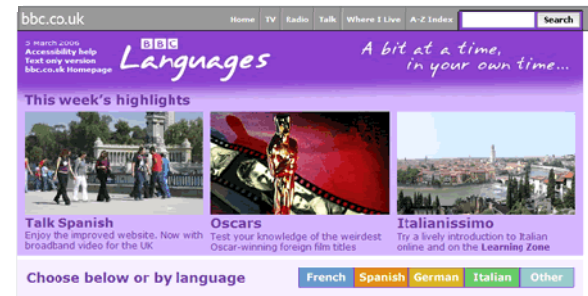 bbc.co.uk Home TV Radio Talk Where I Live A-Z Index Search
5 March 2006
Accessibility help
Text only version
bbc.co.uk Homepage
BBC
Languages
A bit at a time,
in your own time...
This week's highlights
Talk Spanish
Enjoy the improved website. Now with
broadband video for the UK
Oscars
Test your knowledge of the weirdest
Oscar-winning foreign film titles
Italianissimo
Try a lively introduction to Italian
online and on the Learning Zone
Choose below or by language French Spanish German Italian Other